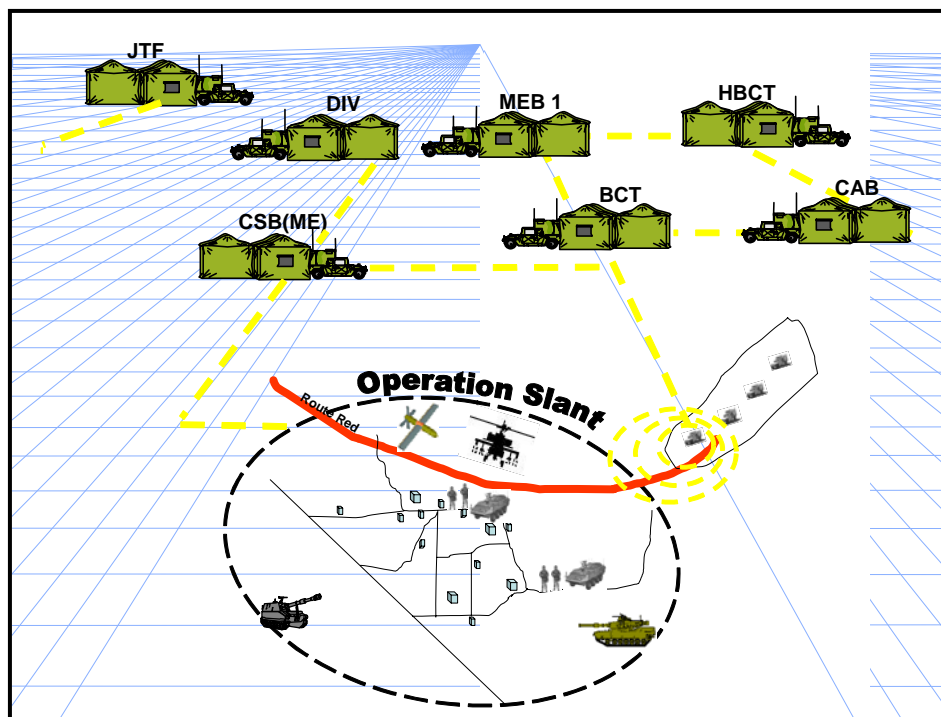 JTF
DIV
MEB 1
HBCT
CSB(ME)
BCT
CAB
Operation Slant
Route Red